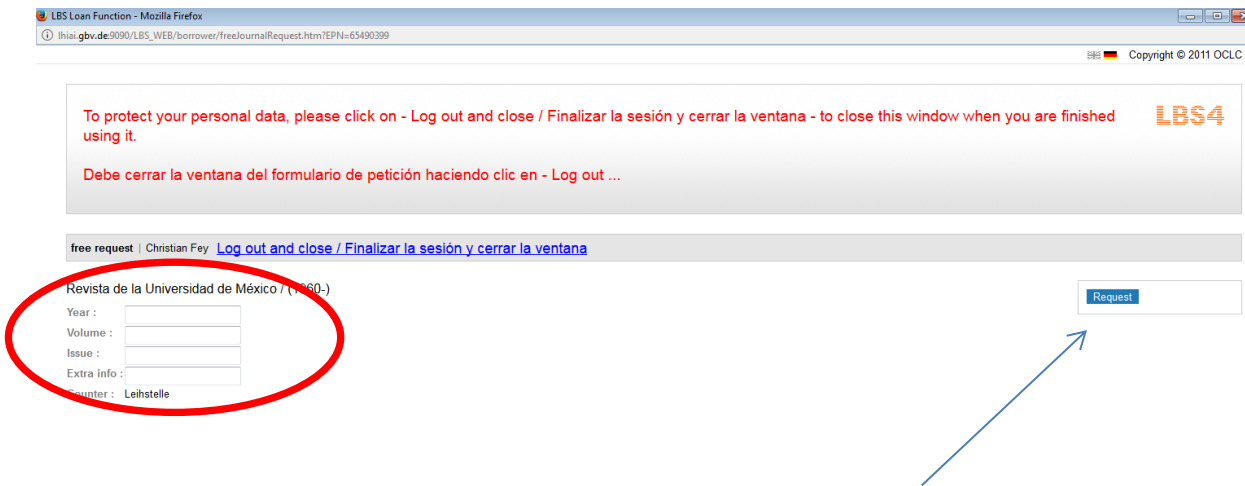 LBS Loan Function - Mozilla Firefox
lhiai.gbv.de:9090/LBS_WEB/borrower/freeJournalRequest.htm?EPN=65490399
Copyright © 2011 OCLC
To protect your personal data, please click on - Log out and close / Finalizar la sesión y cerrar la ventana - to close this window when you are finished
using it.
LBS4
Debe cerrar la ventana del formulario de petición haciendo clic en - Log out ...
free request | Christian Fey Log out and close / Finalizar la sesión y cerrar la ventana
Revista de la Universidad de México / (1960-)
Request
Year :
Volume :
Issue :
Extra info :
Counter : Leihstelle